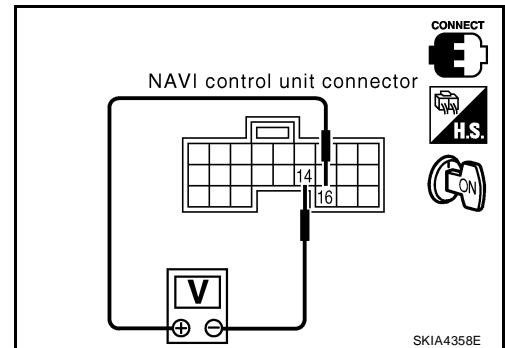 CONNECT
NAVI control unit connector
H.S.
14
16
ON
V
+ -
SKIA4358E